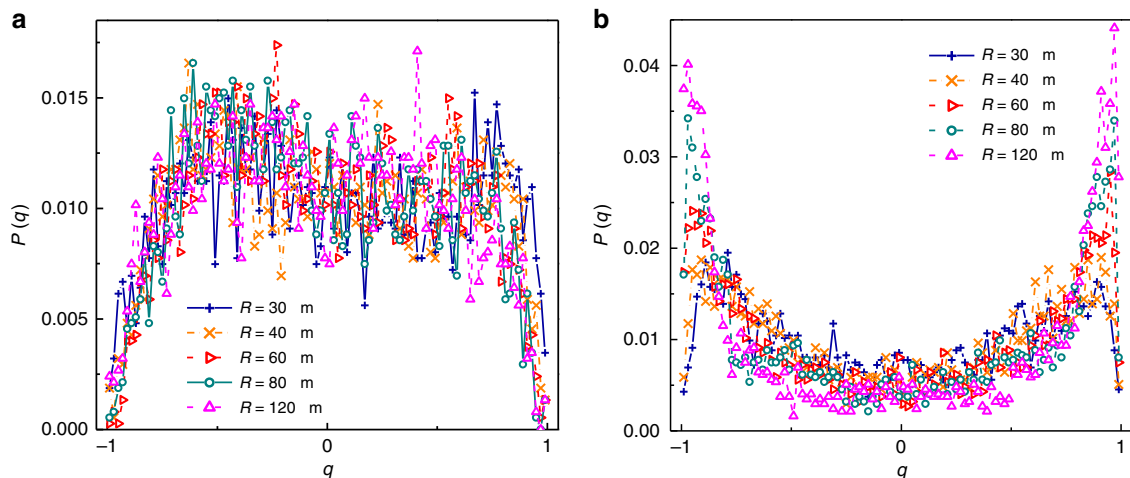 a
P (q)
0.015
0.010
0.005
0.000
R = 30 m
R = 40 m
R = 60 m
R = 80 m
R = 120 m
−1
0
1
q
b
P (q)
0.04
0.03
0.02
0.01
0.00
R = 30 m
R = 40 m
R = 60 m
R = 80 m
R = 120 m
−1
0
1
q